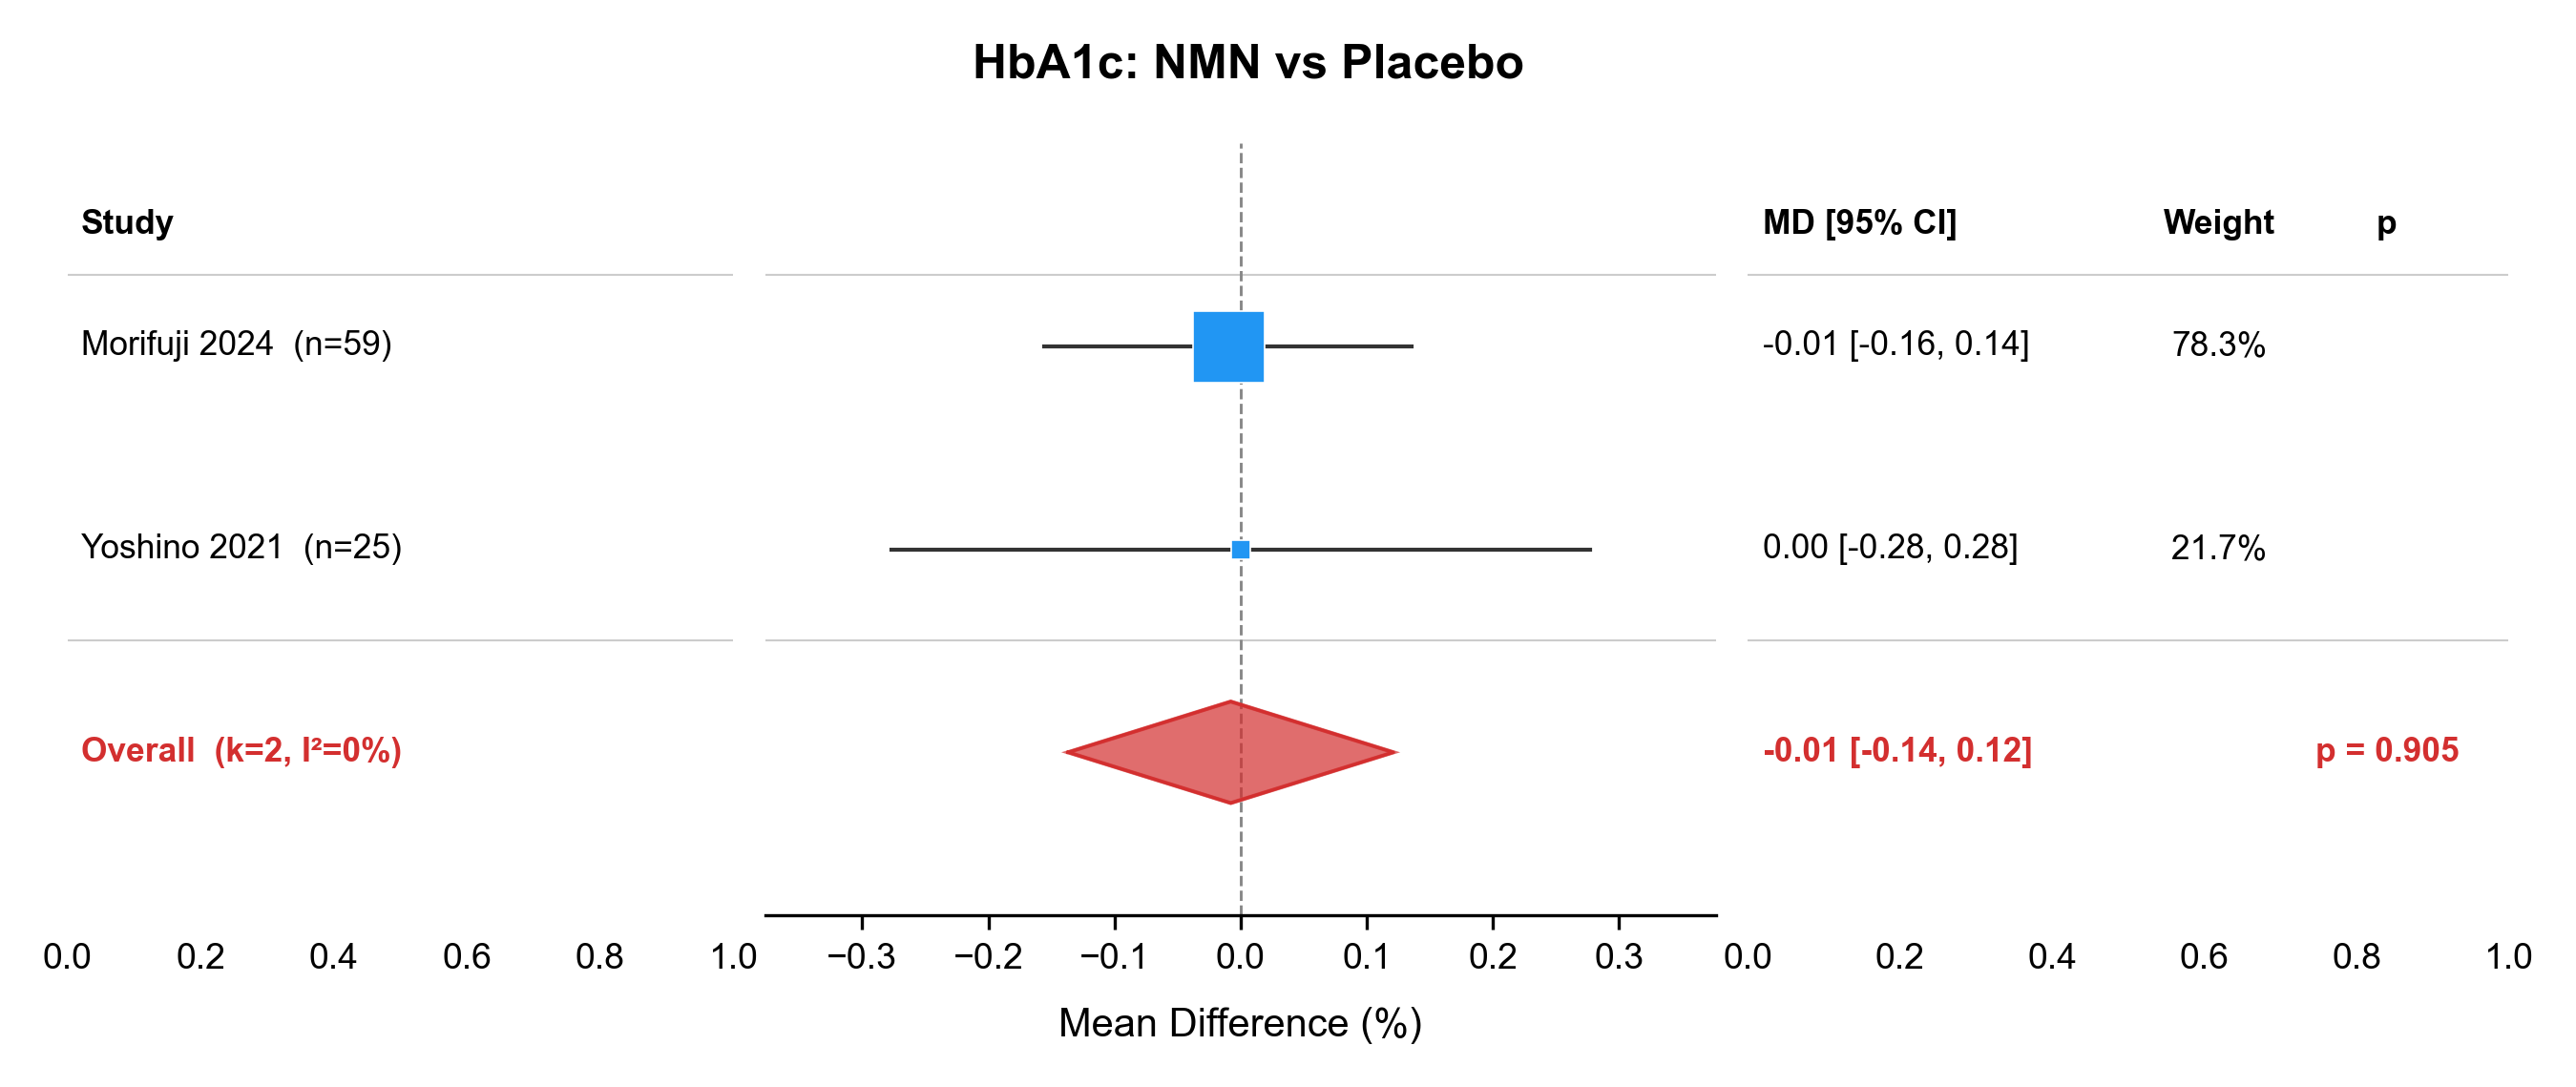 HbA1c: NMN vs Placebo
Study MD [95% CI] Weight p
Morifuji 2024 (n=59) -0.01 [-0.16, 0.14] 78.3%
Yoshino 2021 (n=25) 0.00 [-0.28, 0.28] 21.7%
Overall (k=2, I²=0%) -0.01 [-0.14, 0.12] p = 0.905
0.0 0.2 0.4 0.6 0.8 1.0 −0.3 −0.2 −0.1 0.0 0.1 0.2 0.3 0.0 0.2 0.4 0.6 0.8 1.0
Mean Difference (%)